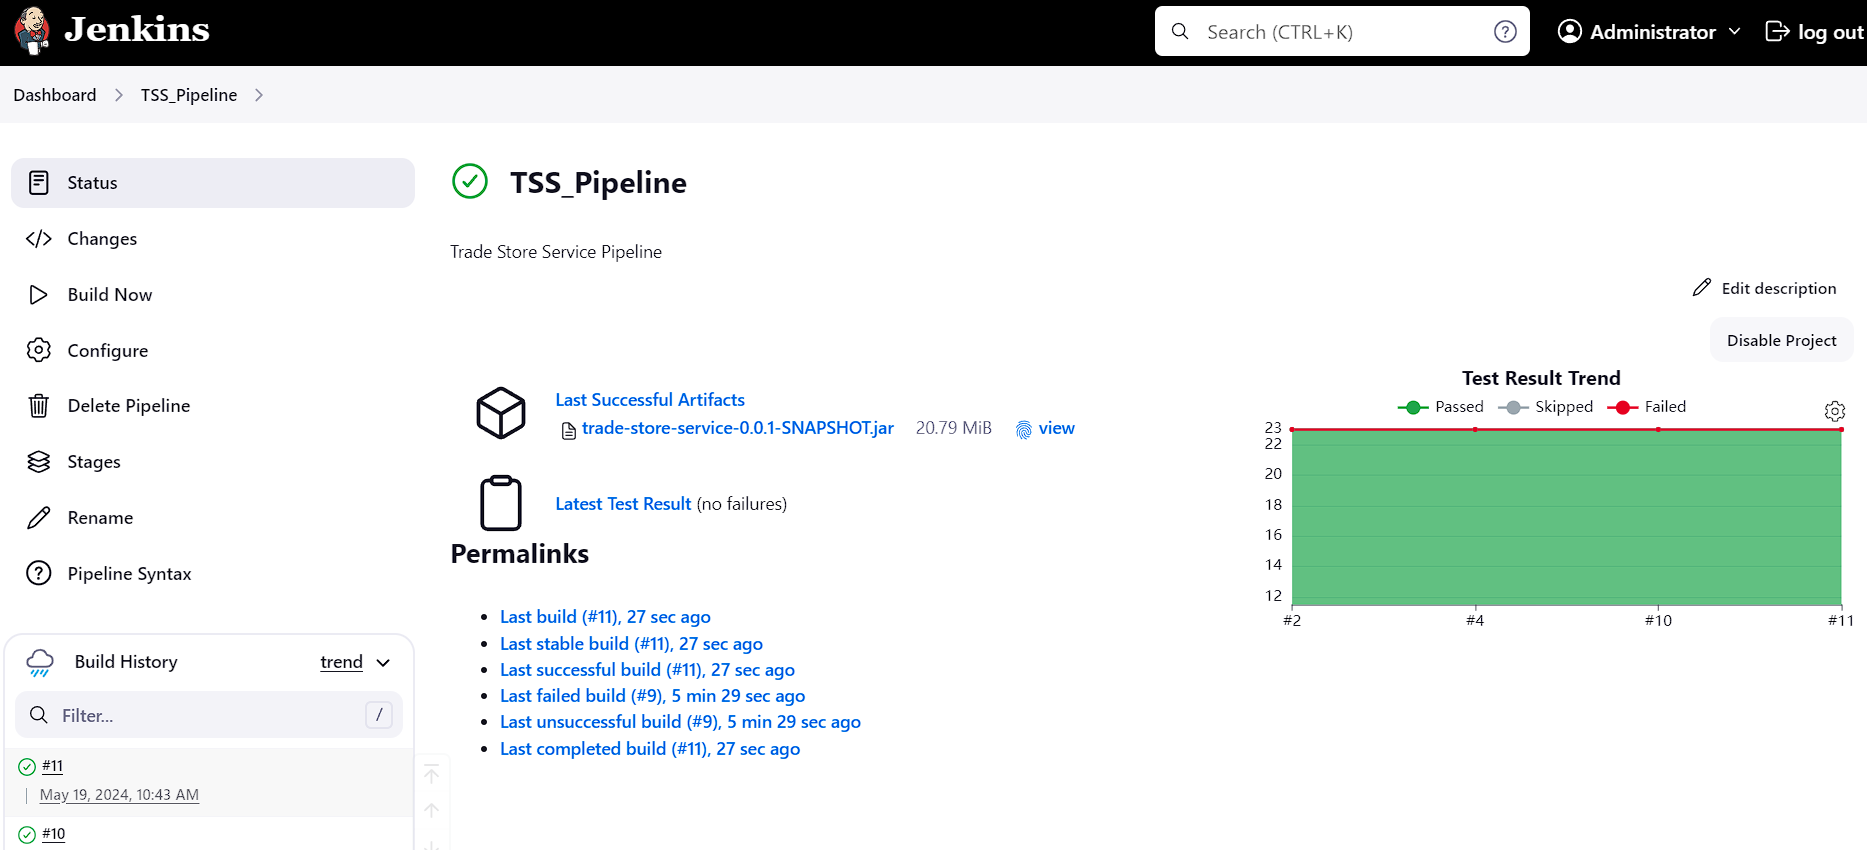 Jenkins
Search (CTRL+K)
Administrator
log out
Dashboard
TSS_Pipeline
Status
Changes
Build Now
Configure
Delete Pipeline
Stages
Rename
Pipeline Syntax
Build History
trend
Filter...
/
#11
May 19, 2024, 10:43 AM
#10
TSS_Pipeline
Trade Store Service Pipeline
Edit description
Disable Project
Last Successful Artifacts
trade-store-service-0.0.1-SNAPSHOT.jar 20.79 MiB view
Latest Test Result (no failures)
Permalinks
Last build (#11), 27 sec ago
Last stable build (#11), 27 sec ago
Last successful build (#11), 27 sec ago
Last failed build (#9), 5 min 29 sec ago
Last unsuccessful build (#9), 5 min 29 sec ago
Last completed build (#11), 27 sec ago
Test Result Trend
Passed Skipped Failed
23
22
20
18
16
14
12
#2 #4 #10 #11